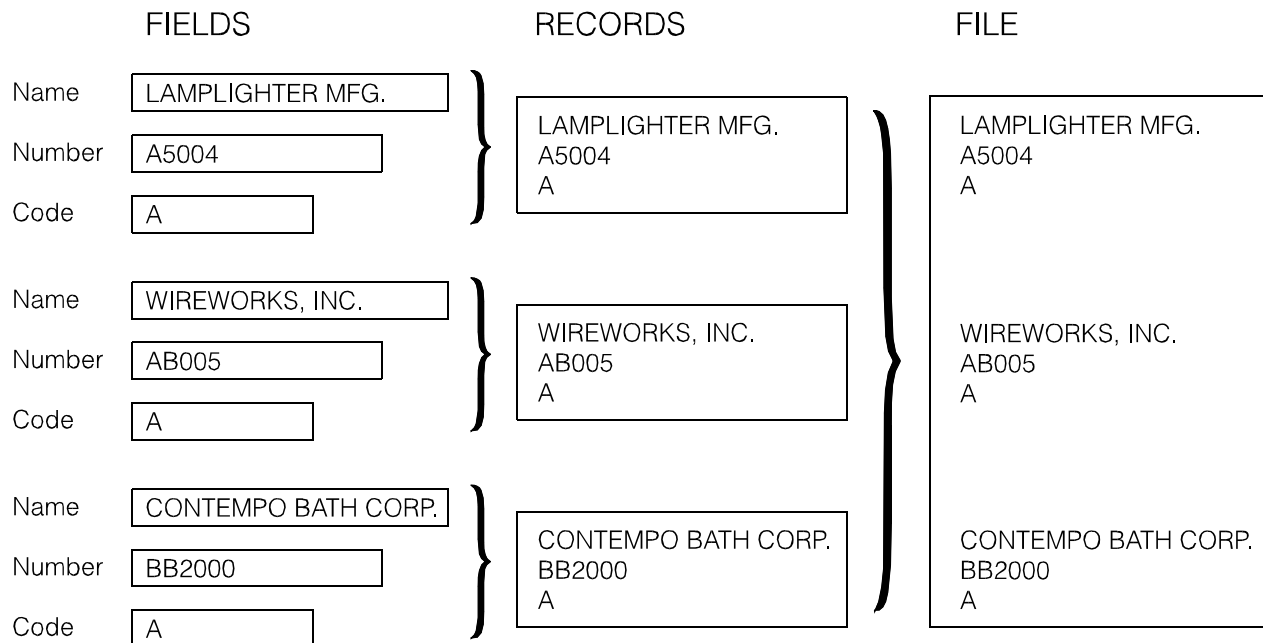 FIELDS
RECORDS
FILE
Name
LAMPLIGHTER MFG.
Number
A5004
Code
A
Name
WIREWORKS, INC.
Number
AB005
Code
A
Name
CONTEMPO BATH CORP.
Number
BB2000
Code
A
LAMPLIGHTER MFG.
A5004
A
WIREWORKS, INC.
AB005
A
CONTEMPO BATH CORP.
BB2000
A
LAMPLIGHTER MFG.
A5004
A
WIREWORKS, INC.
AB005
A
CONTEMPO BATH CORP.
BB2000
A